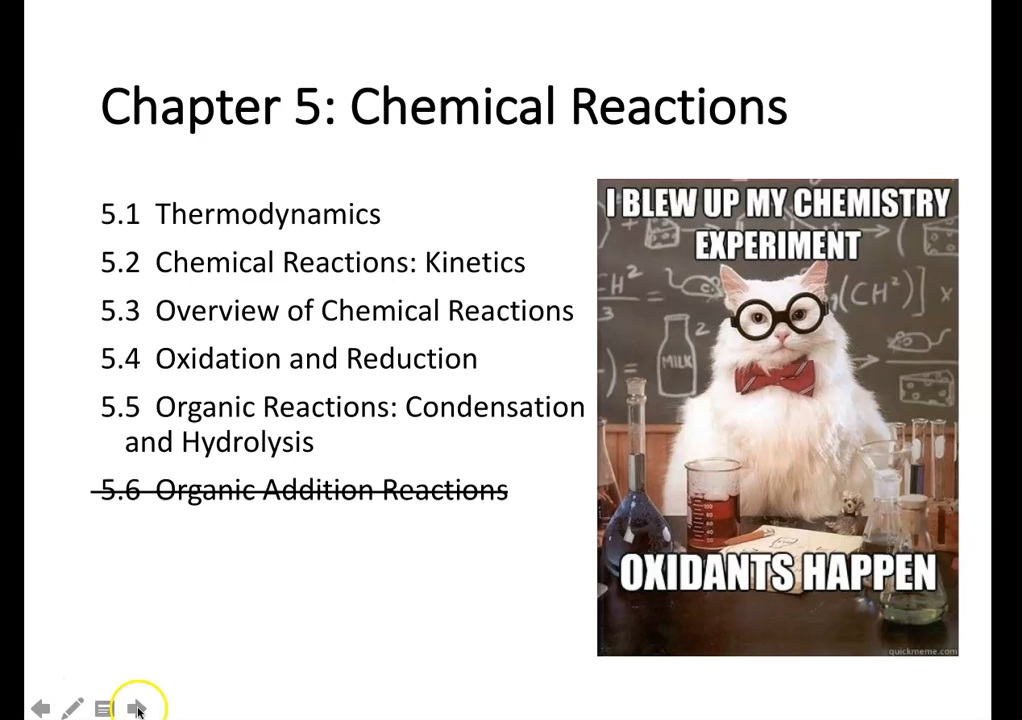 Chapter 5: Chemical Reactions
5.1 Thermodynamics
5.2 Chemical Reactions: Kinetics
5.3 Overview of Chemical Reactions
5.4 Oxidation and Reduction
5.5 Organic Reactions: Condensation
and Hydrolysis
5.6 Organic Addition Reactions
I BLEW UP MY CHEMISTRY
EXPERIMENT
(CH²)] x
MILK
OXIDANTS HAPPEN
quickmeme.com